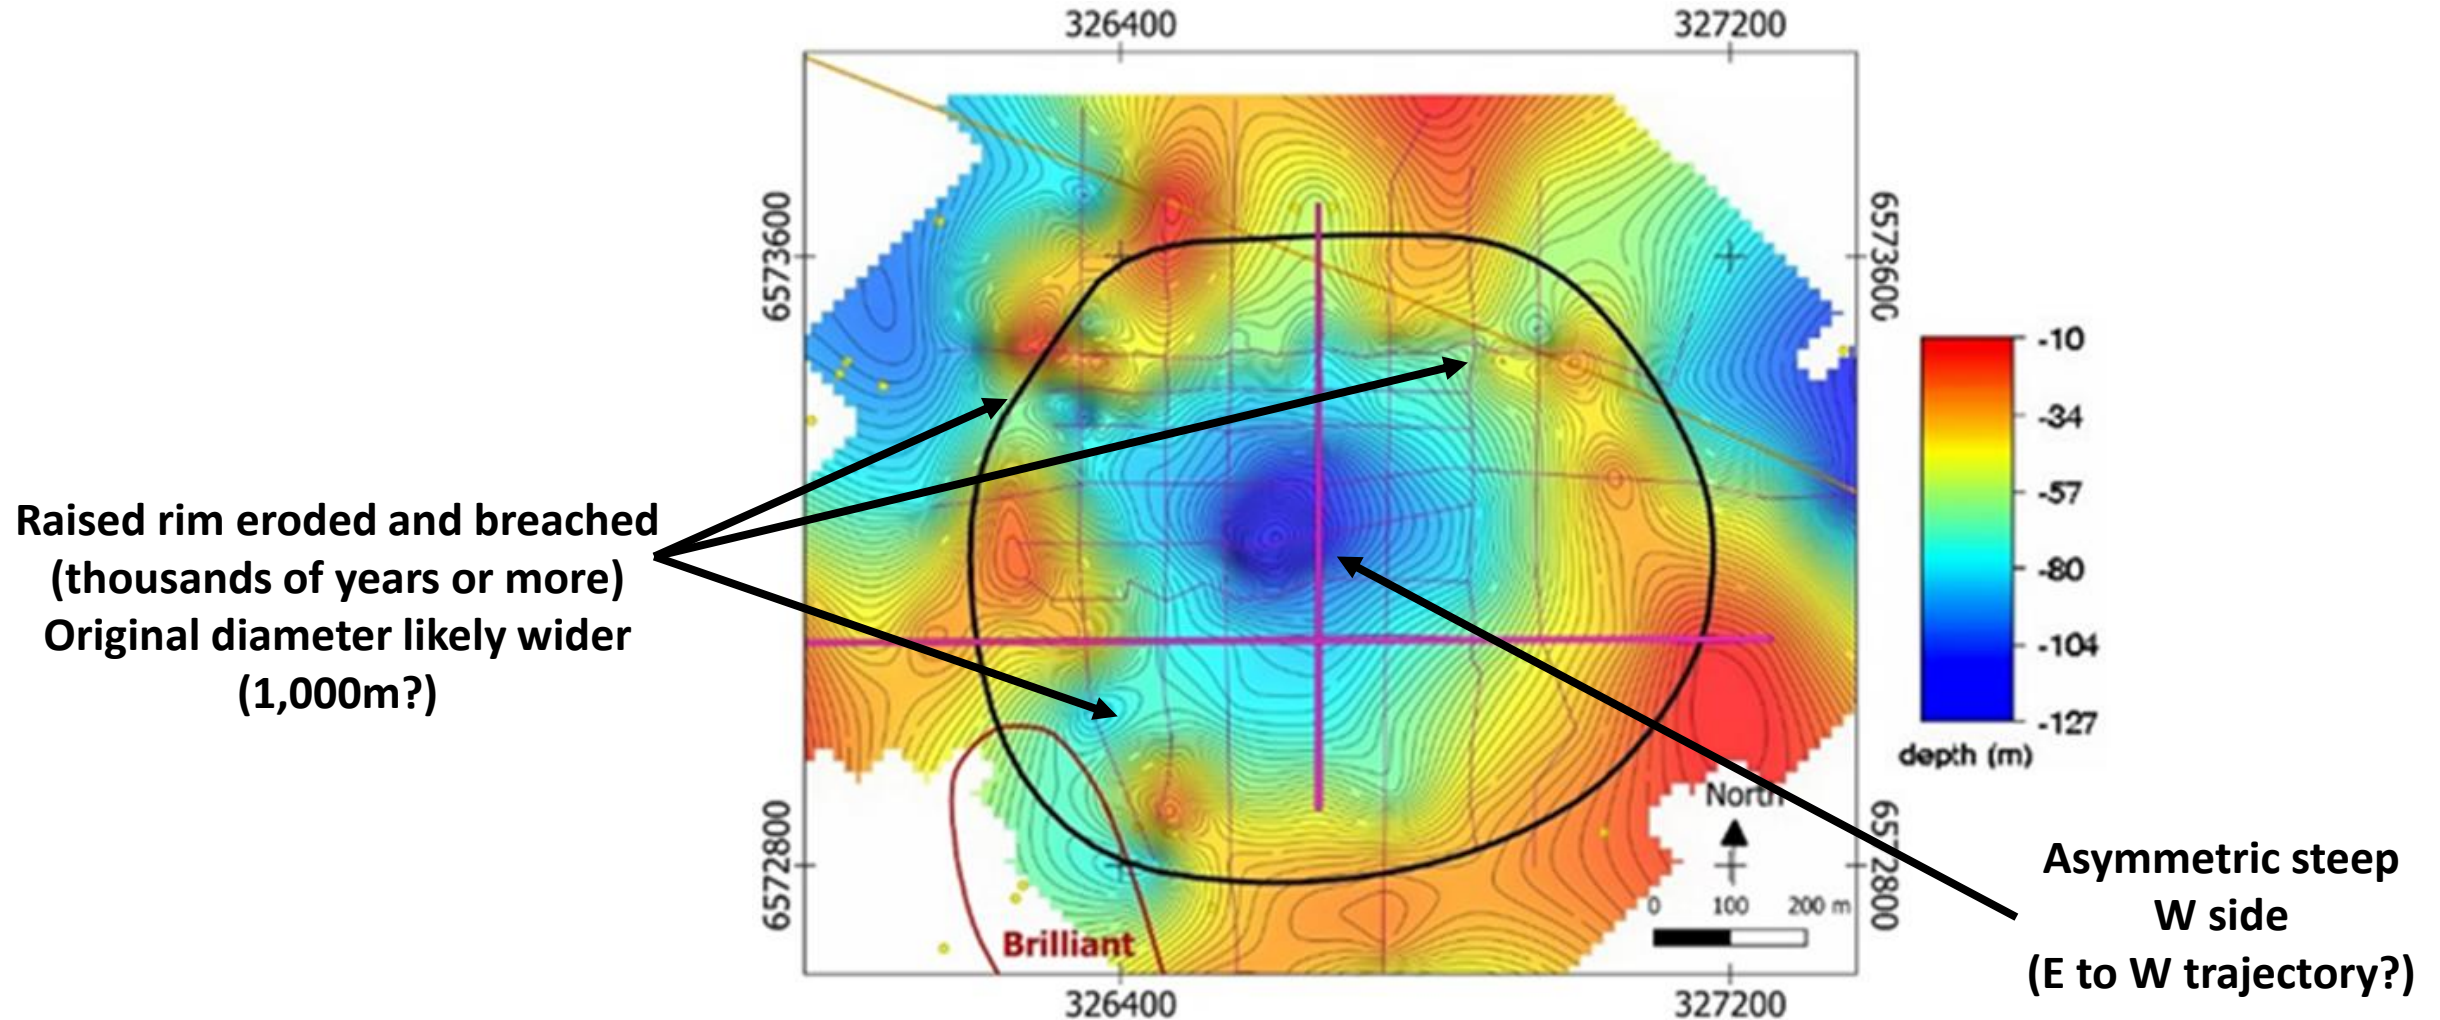 326400 327200
6573600
6573600
Raised rim eroded and breached
(thousands of years or more)
Original diameter likely wider
(1,000m?)
-10
-34
-57
-80
-104
-127
depth (m)
North
0 100 200 m
6572800
6572800
Brilliant
326400 327200
Asymmetric steep
W side
(E to W trajectory?)